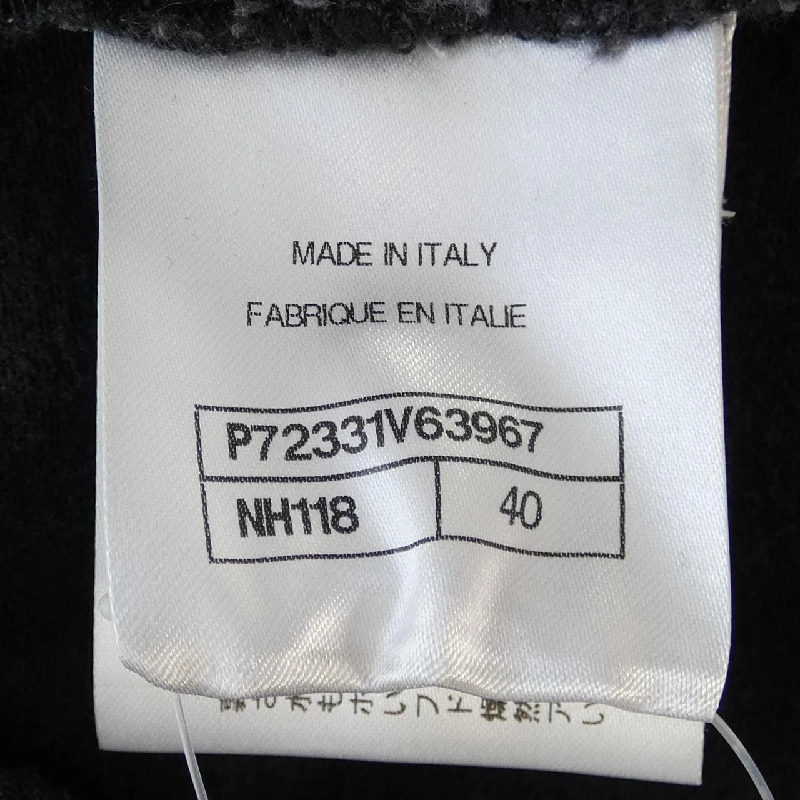 MADE IN ITALY
FABRIQUE EN ITALIE
P72331V63967
NH118
40